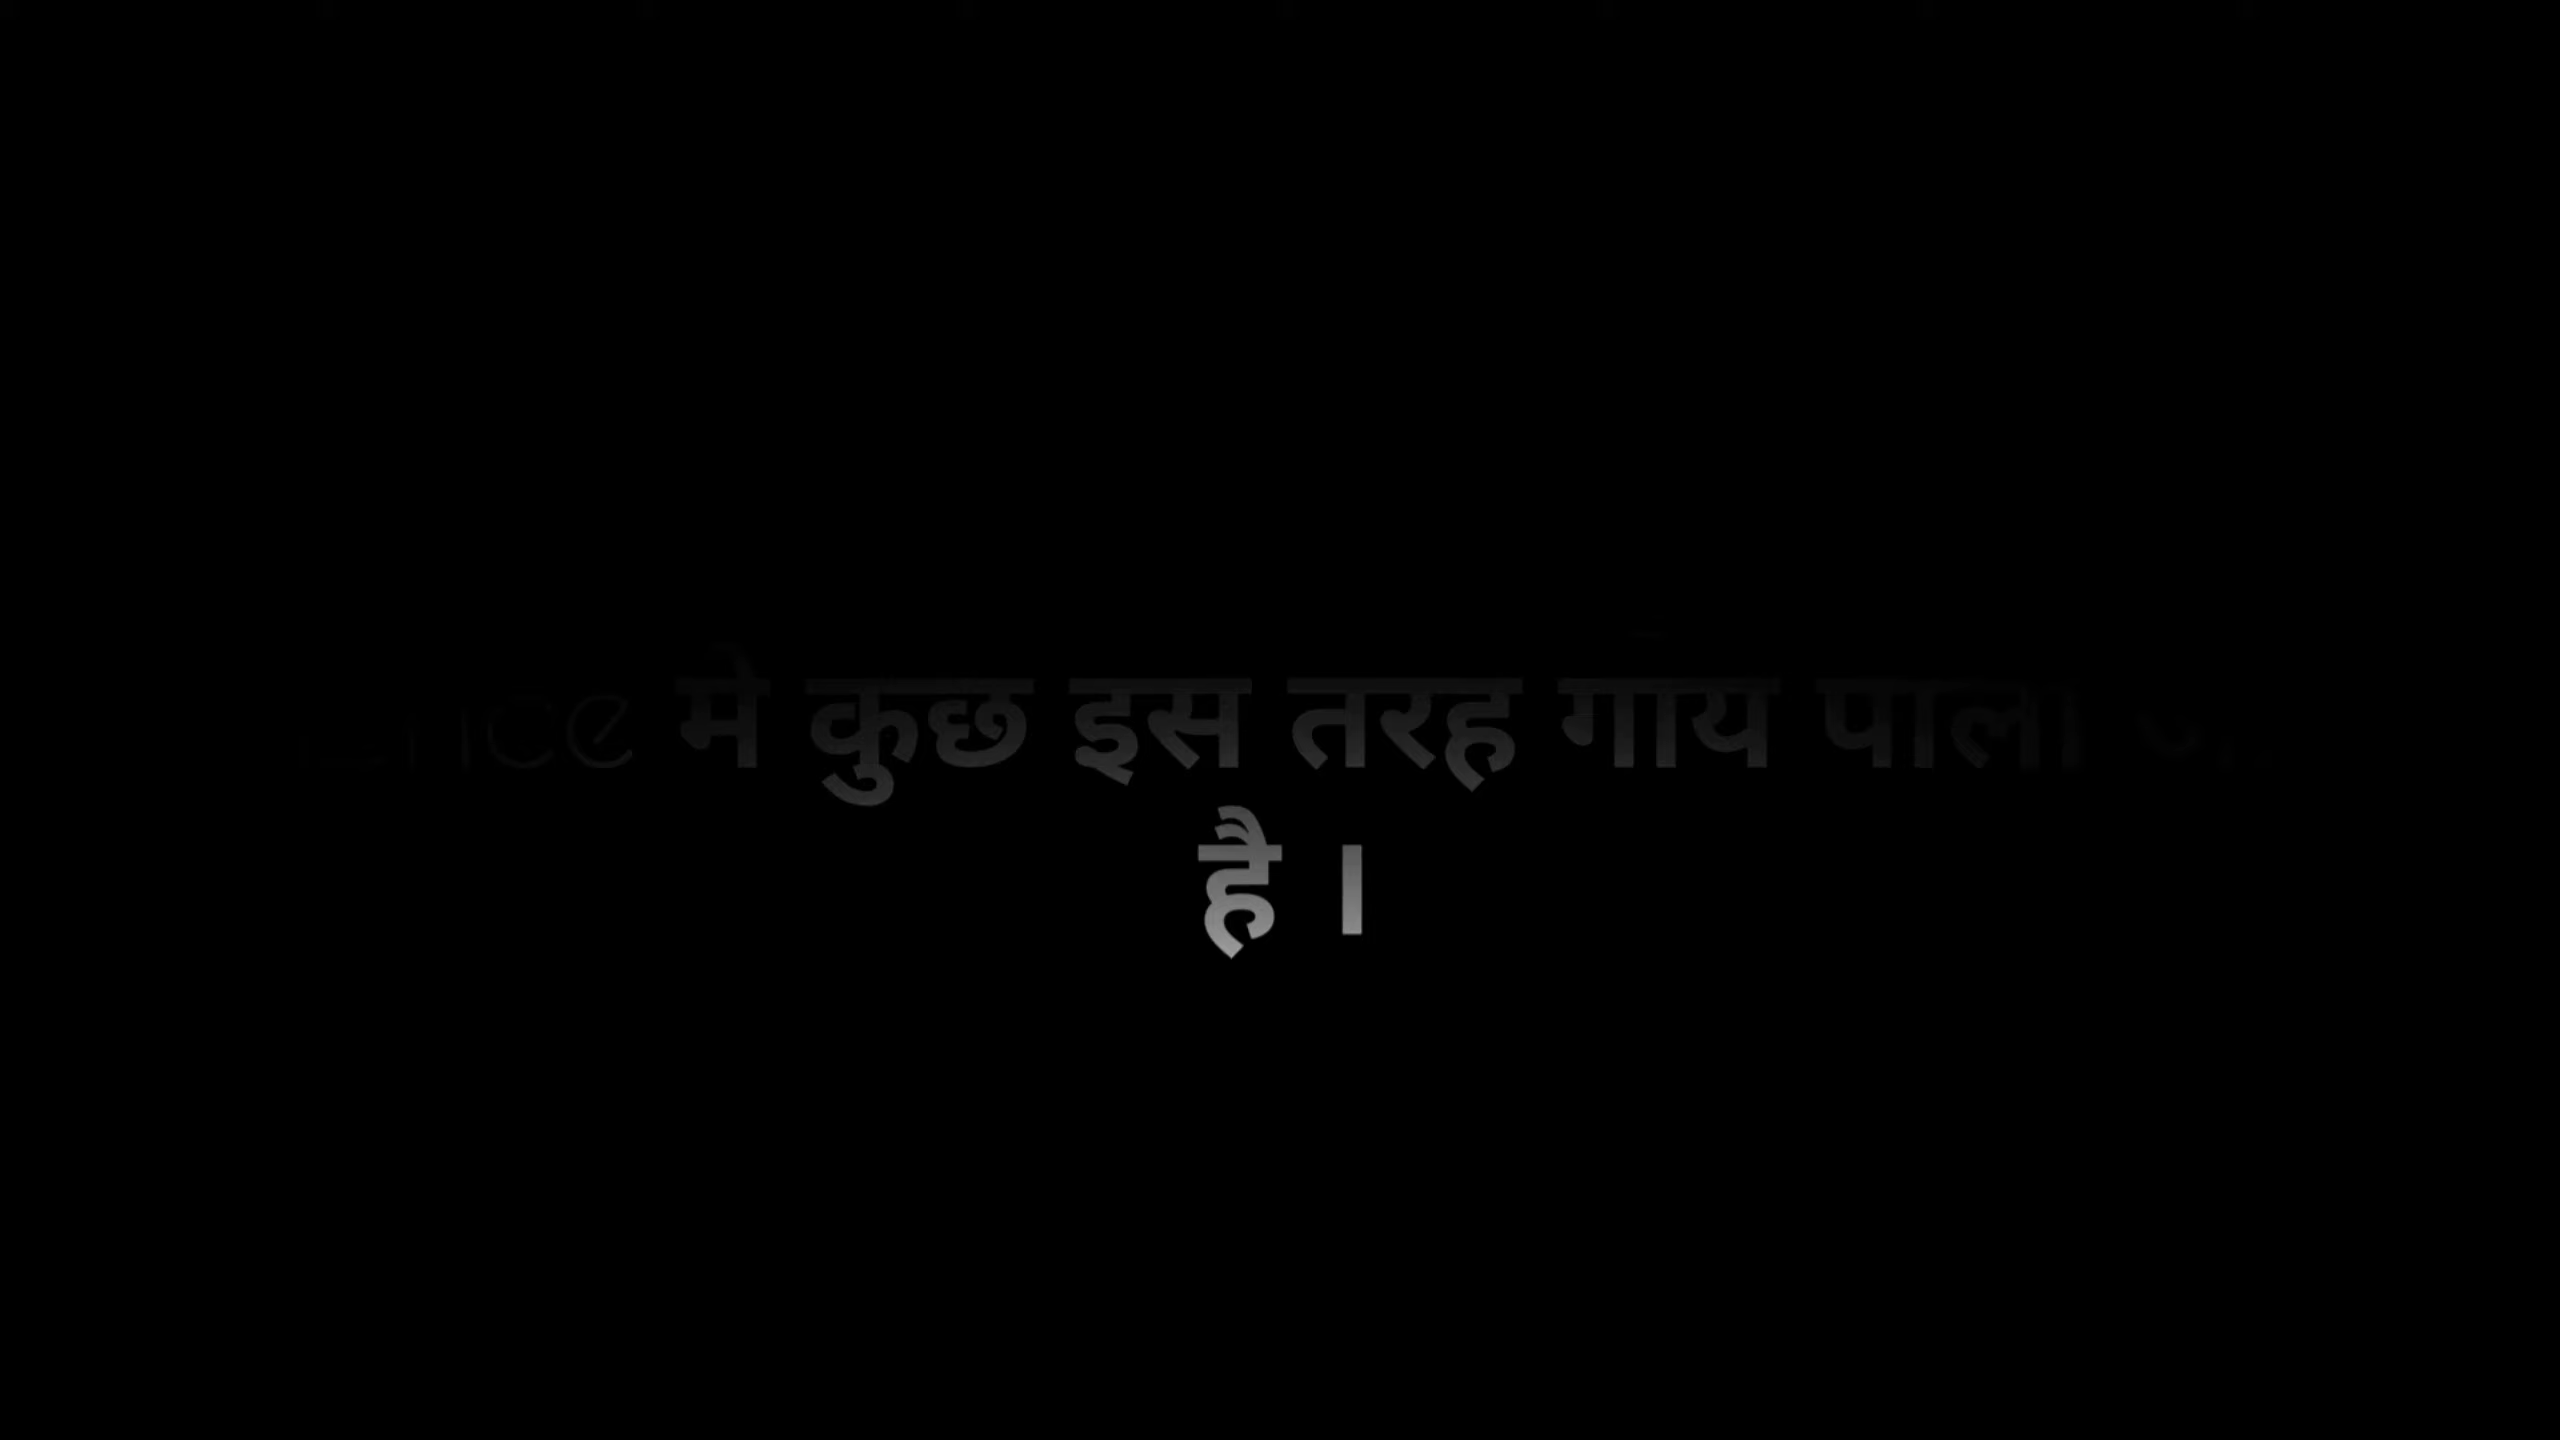 मे कुछ इस तरह गाय पाला
है ।